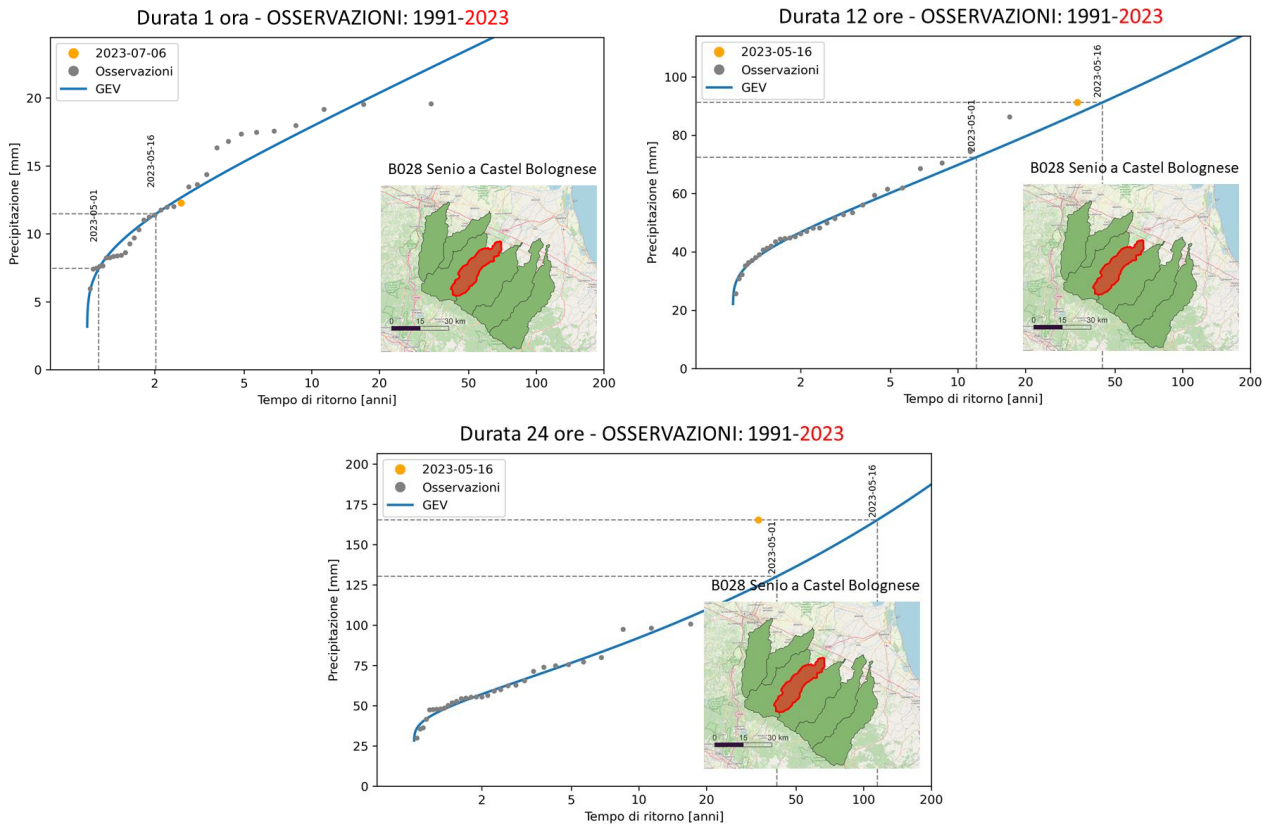 Durata 1 ora - OSSERVAZIONI: 1991-2023
2023-07-06
Osservazioni
GEV
Precipitazione [mm]
20
15
10
5
0
2023-05-01
2023-05-16
B028 Senio a Castel Bolognese
0 15 30 km
2 5 10 20 50 100 200
Tempo di ritorno [anni]
Durata 12 ore - OSSERVAZIONI: 1991-2023
2023-05-16
Osservazioni
GEV
Precipitazione [mm]
100
80
60
40
20
0
2023-05-01
2023-05-16
B028 Senio a Castel Bolognese
0 15 30 km
2 5 10 20 50 100 200
Tempo di ritorno [anni]
Durata 24 ore - OSSERVAZIONI: 1991-2023
2023-05-16
Osservazioni
GEV
Precipitazione [mm]
200
175
150
125
100
75
50
25
0
2023-05-01
2023-05-16
B028 Senio a Castel Bolognese
0 15 30 km
2 5 10 20 50 100 200
Tempo di ritorno [anni]